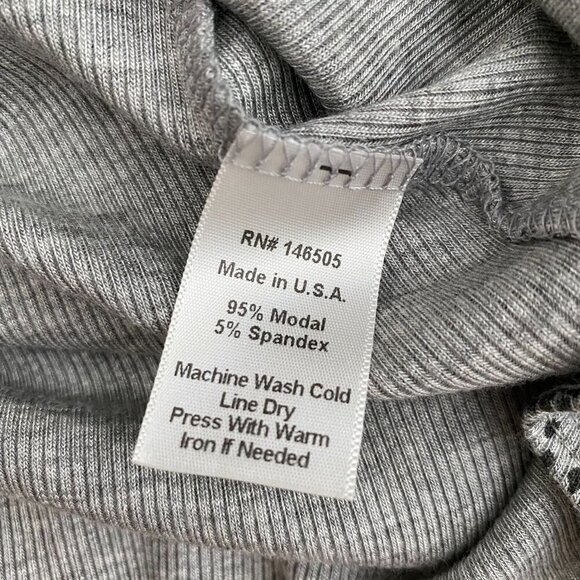 RN# 146505
Made in U.S.A.
95% Modal
5% Spandex
Machine Wash Cold
Line Dry
Press With Warm
Iron If Needed